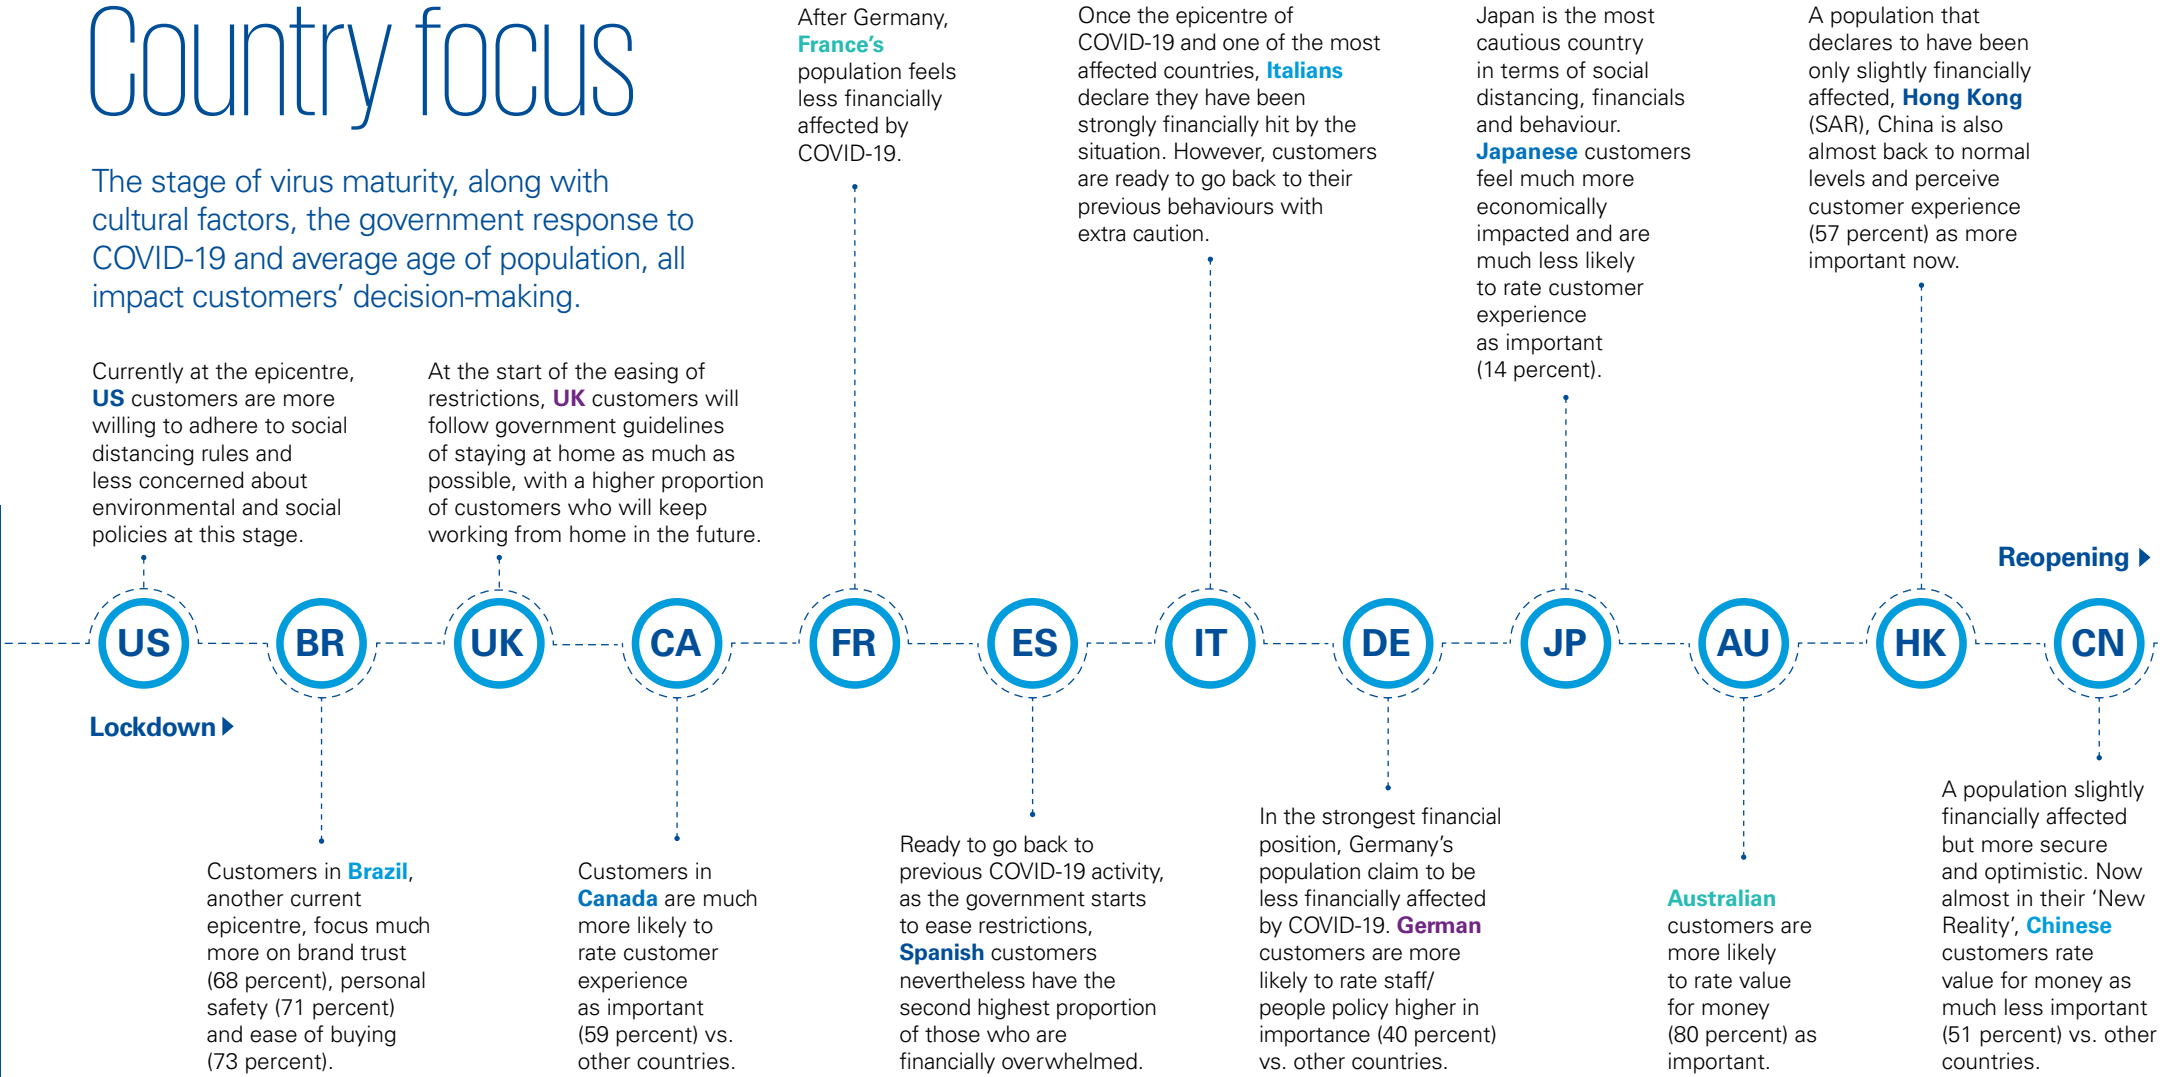 Country focus
The stage of virus maturity, along with
cultural factors, the government response to
COVID-19 and average age of population, all
impact customers’ decision-making.
Currently at the epicentre,
US customers are more
willing to adhere to social
distancing rules and
less concerned about
environmental and social
policies at this stage.
At the start of the easing of
restrictions, UK customers will
follow government guidelines
of staying at home as much as
possible, with a higher proportion
of customers who will keep
working from home in the future.
After Germany,
France’s
population feels
less financially
affected by
COVID-19.
Once the epicentre of
COVID-19 and one of the most
affected countries, Italians
declare they have been
strongly financially hit by the
situation. However, customers
are ready to go back to their
previous behaviours with
extra caution.
Japan is the most
cautious country
in terms of social
distancing, financials
and behaviour.
Japanese customers
feel much more
economically
impacted and are
much less likely
to rate customer
experience
as important
(14 percent).
A population that
declares to have been
only slightly financially
affected, Hong Kong
(SAR), China is also
almost back to normal
levels and perceive
customer experience
(57 percent) as more
important now.
Reopening
US
BR
UK
CA
FR
ES
IT
DE
JP
AU
HK
CN
Lockdown
Customers in Brazil,
another current
epicentre, focus much
more on brand trust
(68 percent), personal
safety (71 percent)
and ease of buying
(73 percent).
Customers in
Canada are much
more likely to
rate customer
experience
as important
(59 percent) vs.
other countries.
Ready to go back to
previous COVID-19 activity,
as the government starts
to ease restrictions,
Spanish customers
nevertheless have the
second highest proportion
of those who are
financially overwhelmed.
In the strongest financial
position, Germany’s
population claim to be
less financially affected
by COVID-19. German
customers are more
likely to rate staff/
people policy higher in
importance (40 percent)
vs. other countries.
Australian
customers are
more likely
to rate value
for money
(80 percent) as
important.
A population slightly
financially affected
but more secure
and optimistic. Now
almost in their ‘New
Reality’, Chinese
customers rate
value for money as
much less important
(51 percent) vs. other
countries.